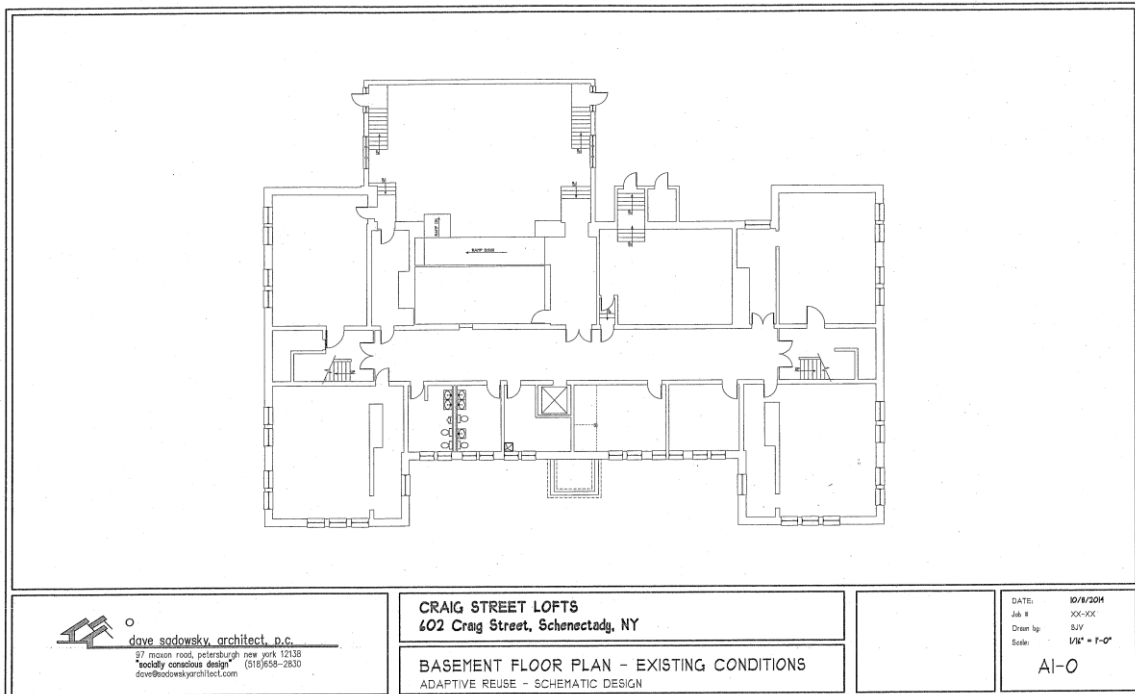 RAMP DN.
RAMP DOWN
dave sadowsky, architect, p.c.
97 maxon road, petersburgh new york 12138
"socially conscious design" (518)658-2830
dave@sadowskyarchitect.com
CRAIG STREET LOFTS
602 Craig Street, Schenectady, NY
BASEMENT FLOOR PLAN - EXISTING CONDITIONS
ADAPTIVE REUSE - SCHEMATIC DESIGN
DATE: 10/8/2014
Job # XX-XX
Drawn by: SJV
Scale: 1/16" = 1'-0"
A1-0